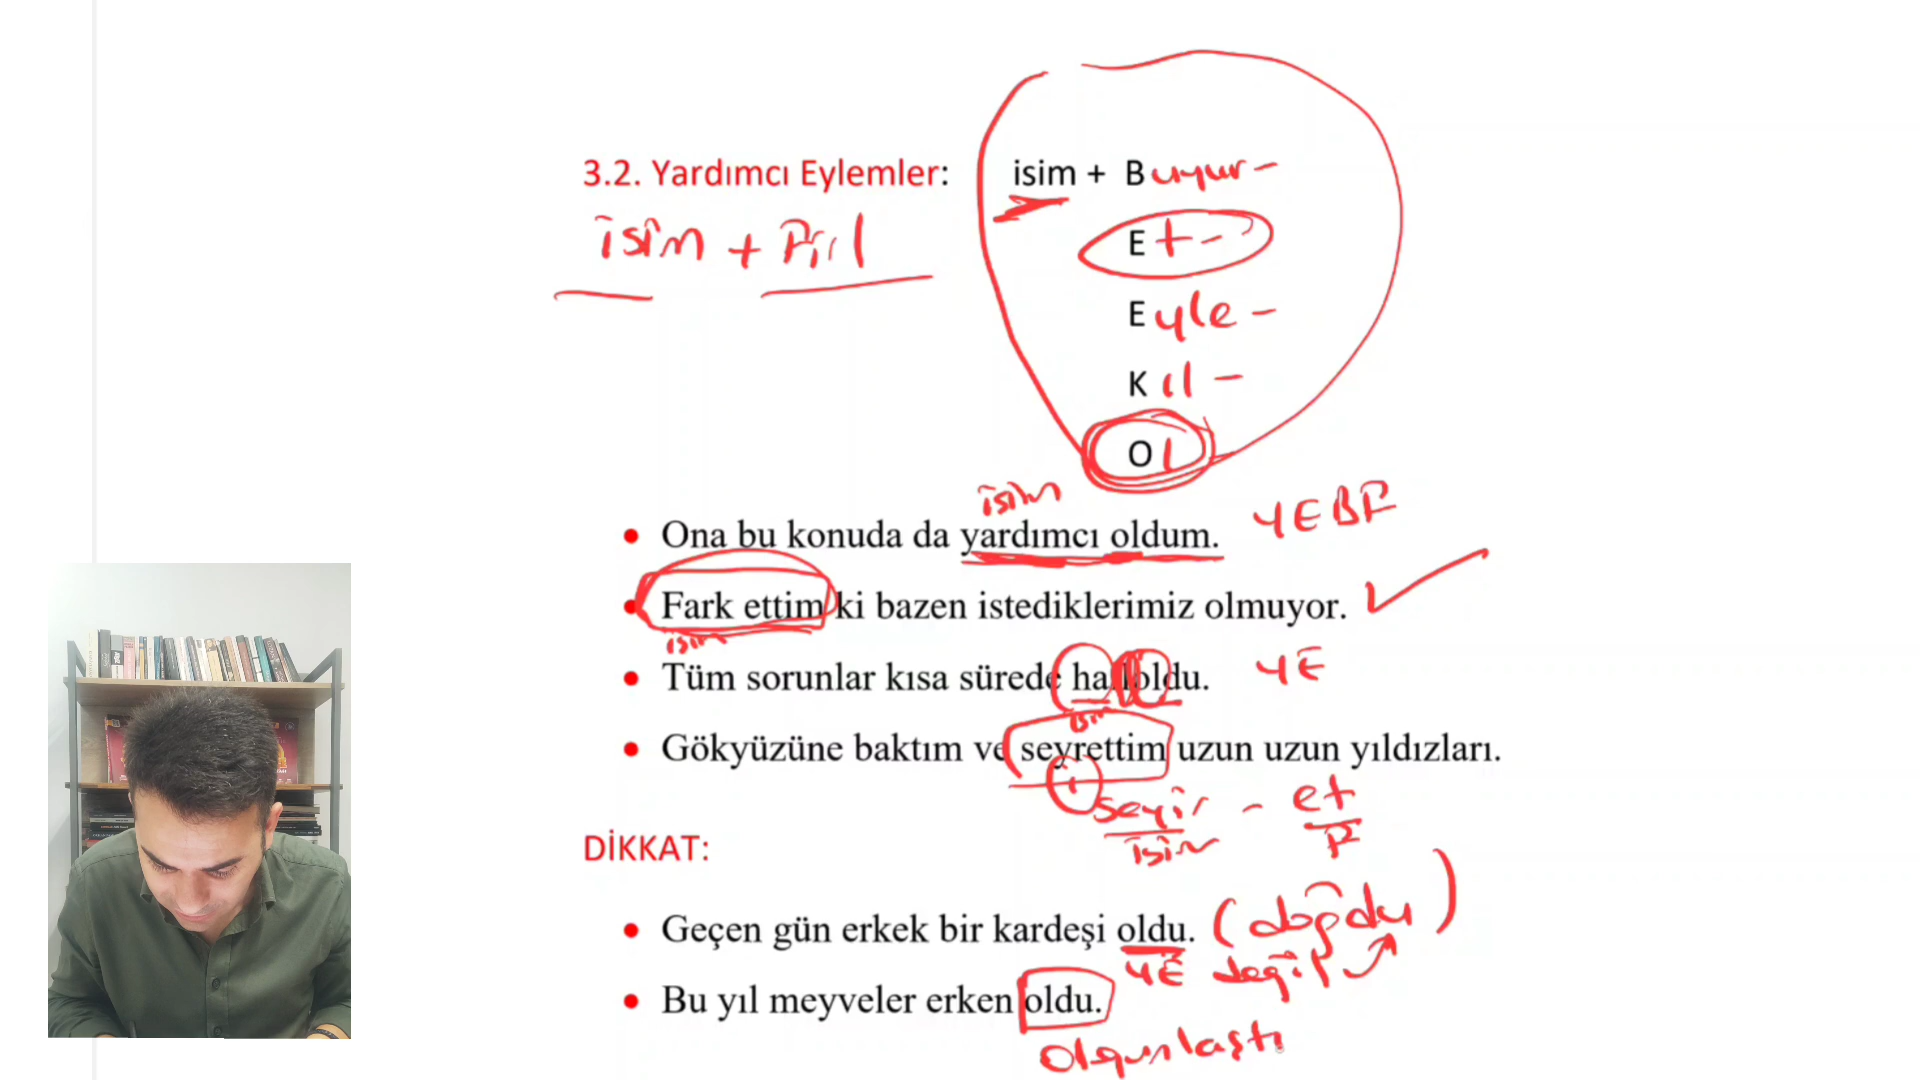 3.2. Yardımcı Eylemler: isim + Buyur-
isim + Fiil
Et-
Eyle-
Kıl-
Ol
isim
Ona bu konuda da yardımcı oldum. YEBF
Fark ettim ki bazen istediklerimiz olmuyor.
isim
Tüm sorunlar kısa sürede halloldu. YE
isim
Gökyüzüne baktım ve seyrettim uzun uzun yıldızları.
ı seyir - et
isim F
DİKKAT:
Geçen gün erkek bir kardeşi oldu. (doğdu)
YE değil
Bu yıl meyveler erken oldu.
olgunlaştı